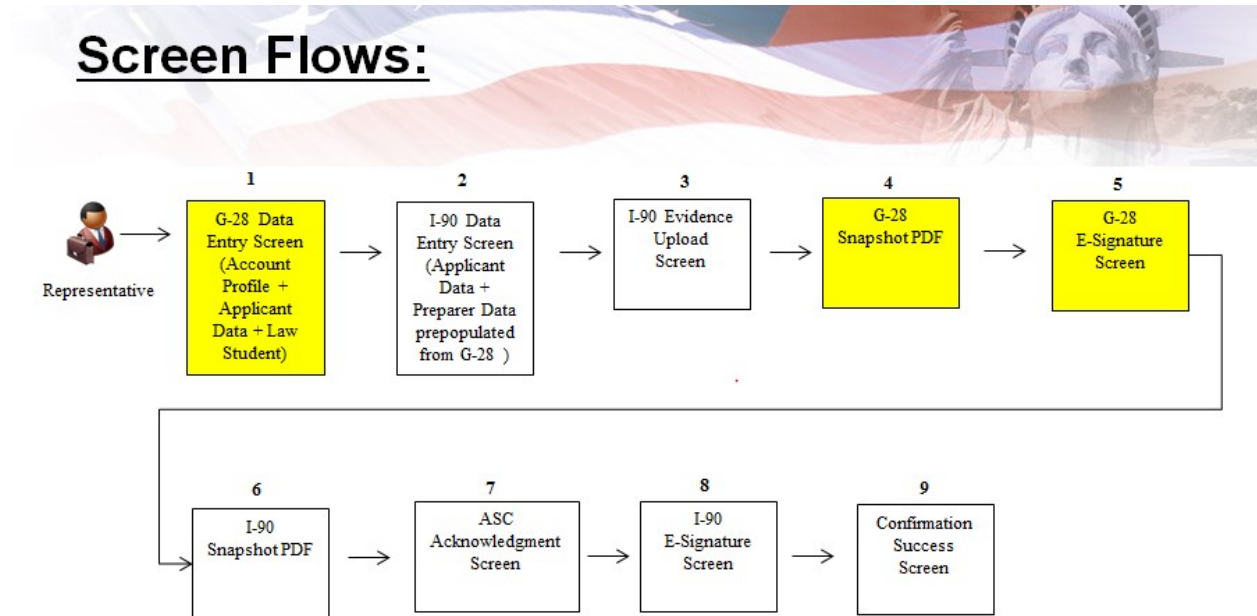 Screen Flows:
1
2
3
4
5
Representative
G-28 Data
Entry Screen
(Account
Profile +
Applicant
Data + Law
Student)
I-90 Data
Entry Screen
(Applicant
Data +
Preparer Data
prepopulated
from G-28 )
I-90 Evidence
Upload
Screen
G-28
Snapshot PDF
G-28
E-Signature
Screen
6
7
8
9
I-90
Snapshot PDF
ASC
Acknowledgment
Screen
I-90
E-Signature
Screen
Confirmation
Success
Screen